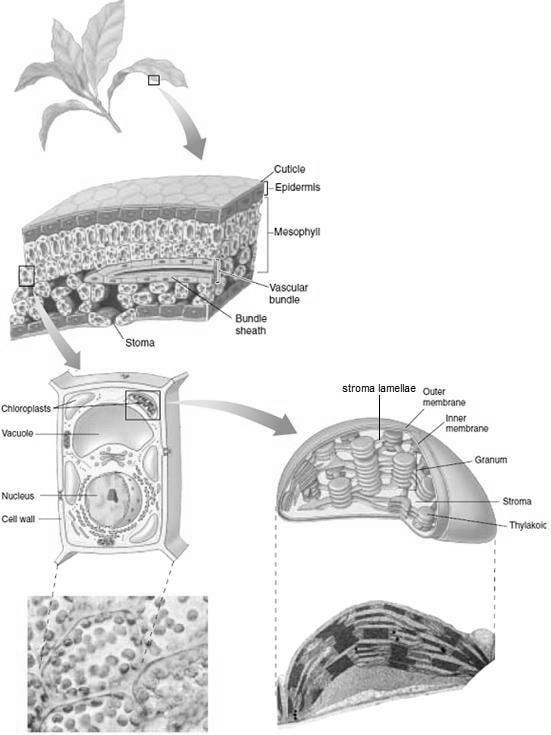 Cuticle
Epidermis
Mesophyll
Vascular
bundle
Bundle
sheath
Stoma
Chloroplasts
Vacuole
Nucleus
Cell wall
stroma lamellae
Outer
membrane
Inner
membrane
Granum
Stroma
Thylakoid